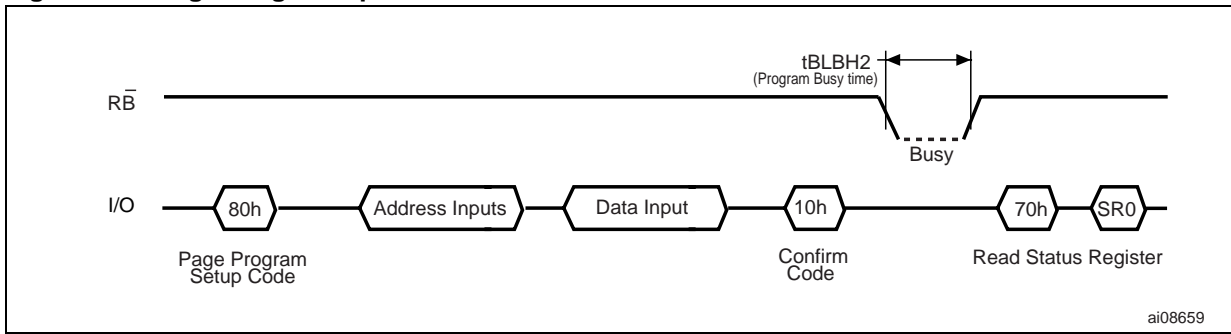 tBLBH2
(Program Busy time)
RB̅
Busy
I/O
80h
Address Inputs
Data Input
10h
70h
SR0
Page Program
Setup Code
Confirm
Code
Read Status Register
ai08659